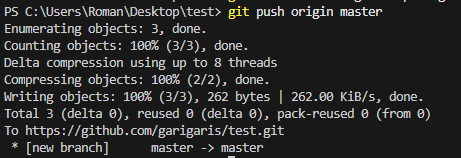 PS C:\Users\Roman\Desktop\test> git push origin master
Enumerating objects: 3, done.
Counting objects: 100% (3/3), done.
Delta compression using up to 8 threads
Compressing objects: 100% (2/2), done.
Writing objects: 100% (3/3), 262 bytes | 262.00 KiB/s, done.
Total 3 (delta 0), reused 0 (delta 0), pack-reused 0 (from 0)
To https://github.com/garigaris/test.git
 * [new branch]      master -> master